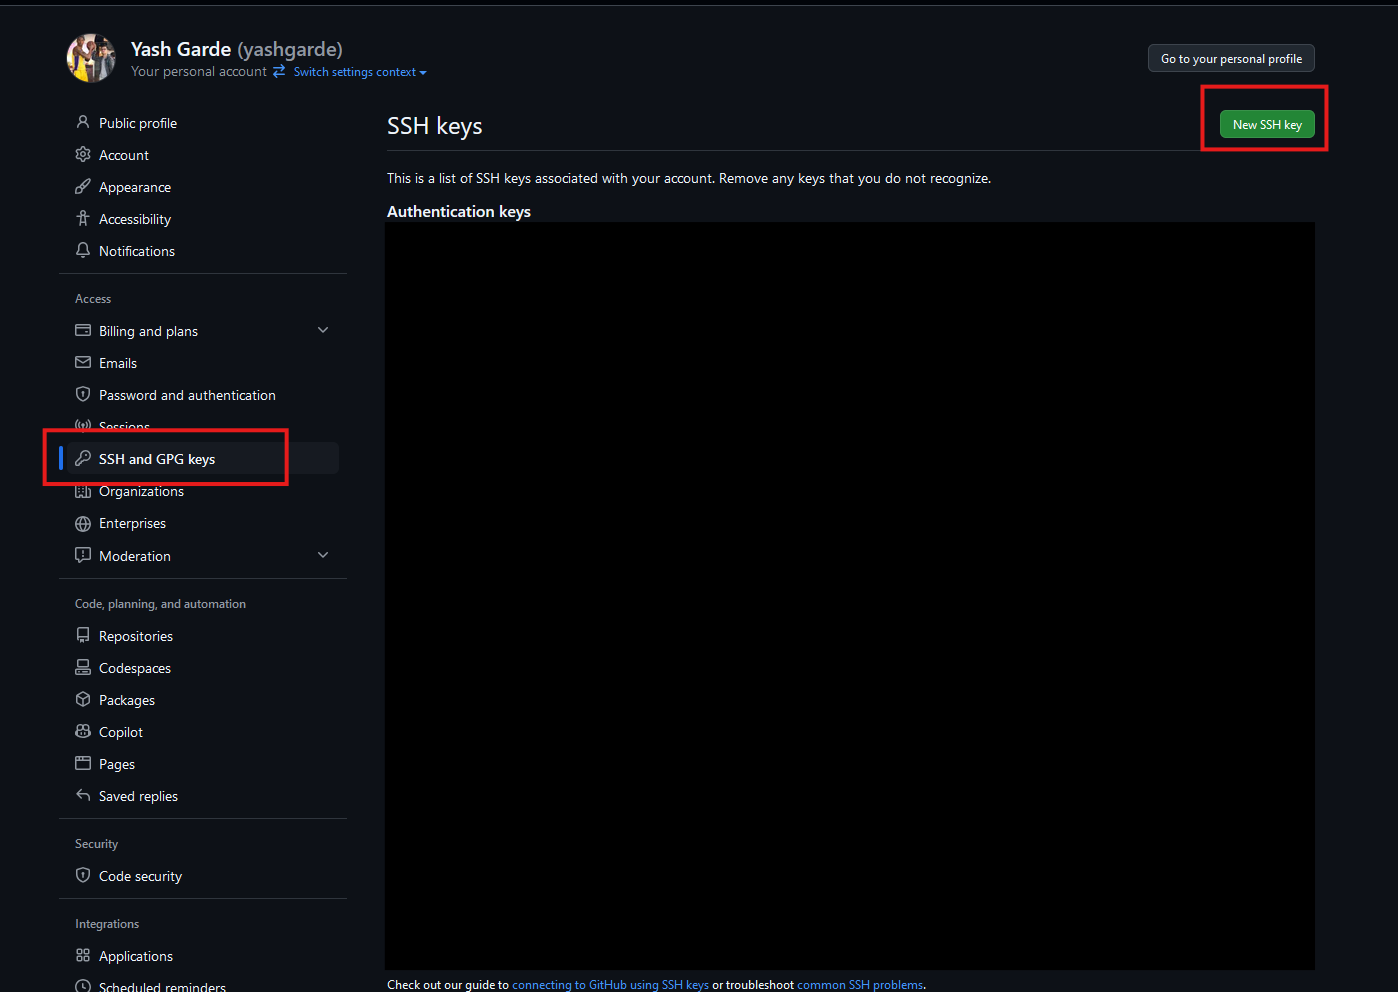 Yash Garde (yashgarde)
Your personal account Switch settings context
Go to your personal profile
Public profile
Account
Appearance
Accessibility
Notifications
Access
Billing and plans
Emails
Password and authentication
Sessions
SSH and GPG keys
Organizations
Enterprises
Moderation
Code, planning, and automation
Repositories
Codespaces
Packages
Copilot
Pages
Saved replies
Security
Code security
Integrations
Applications
Scheduled reminders
SSH keys
New SSH key
This is a list of SSH keys associated with your account. Remove any keys that you do not recognize.
Authentication keys
Check out our guide to connecting to GitHub using SSH keys or troubleshoot common SSH problems.